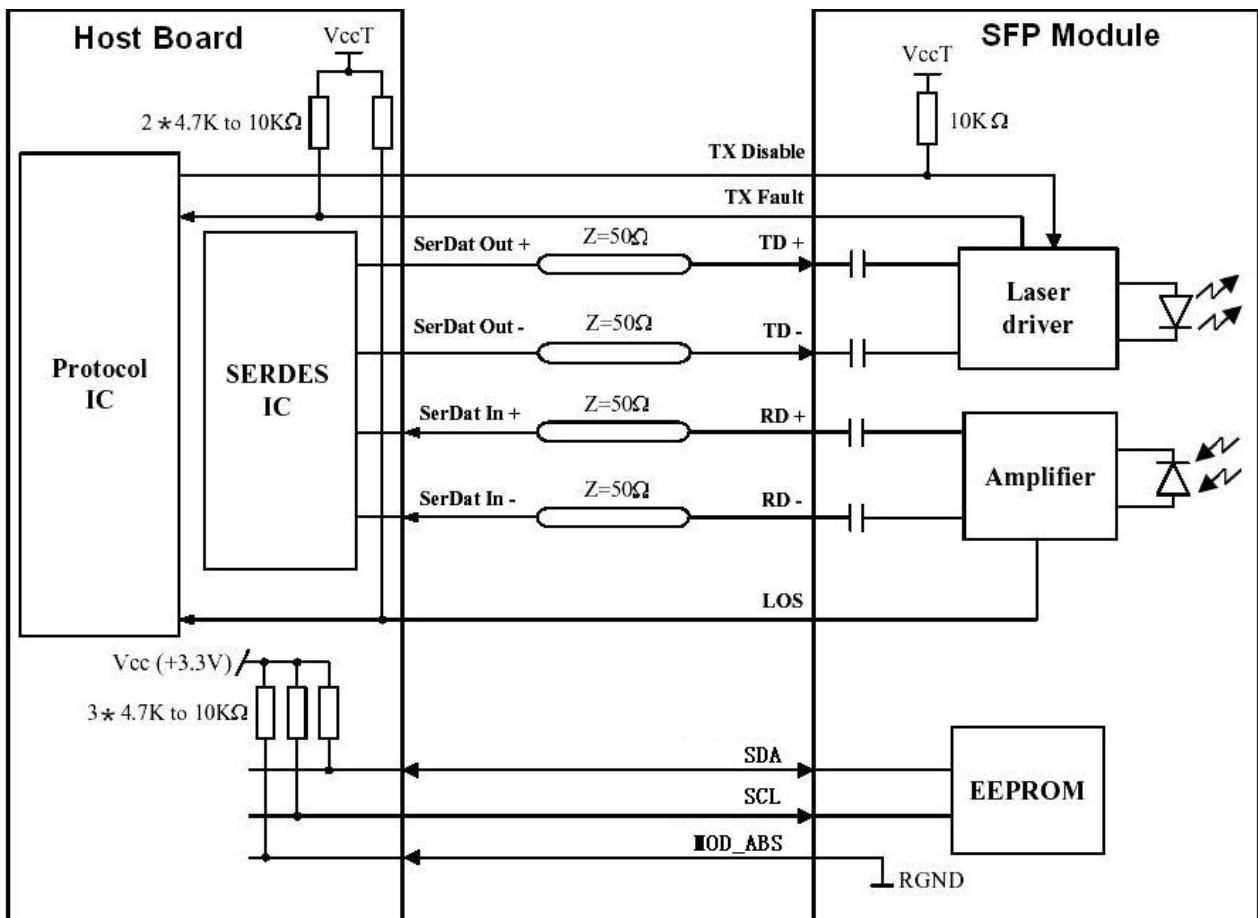 Host Board
SFP Module
VccT
VccT
2*4.7K to 10KΩ
10KΩ
TX Disable
TX Fault
SerDat Out +
Z=50Ω
TD +
Laser
driver
SerDat Out -
Z=50Ω
TD -
Protocol
IC
SERDES
IC
SerDat In +
Z=50Ω
RD +
Amplifier
SerDat In -
Z=50Ω
RD -
LOS
Vcc (+3.3V)
3*4.7K to 10KΩ
SDA
SCL
EEPROM
MOD_ABS
RGND